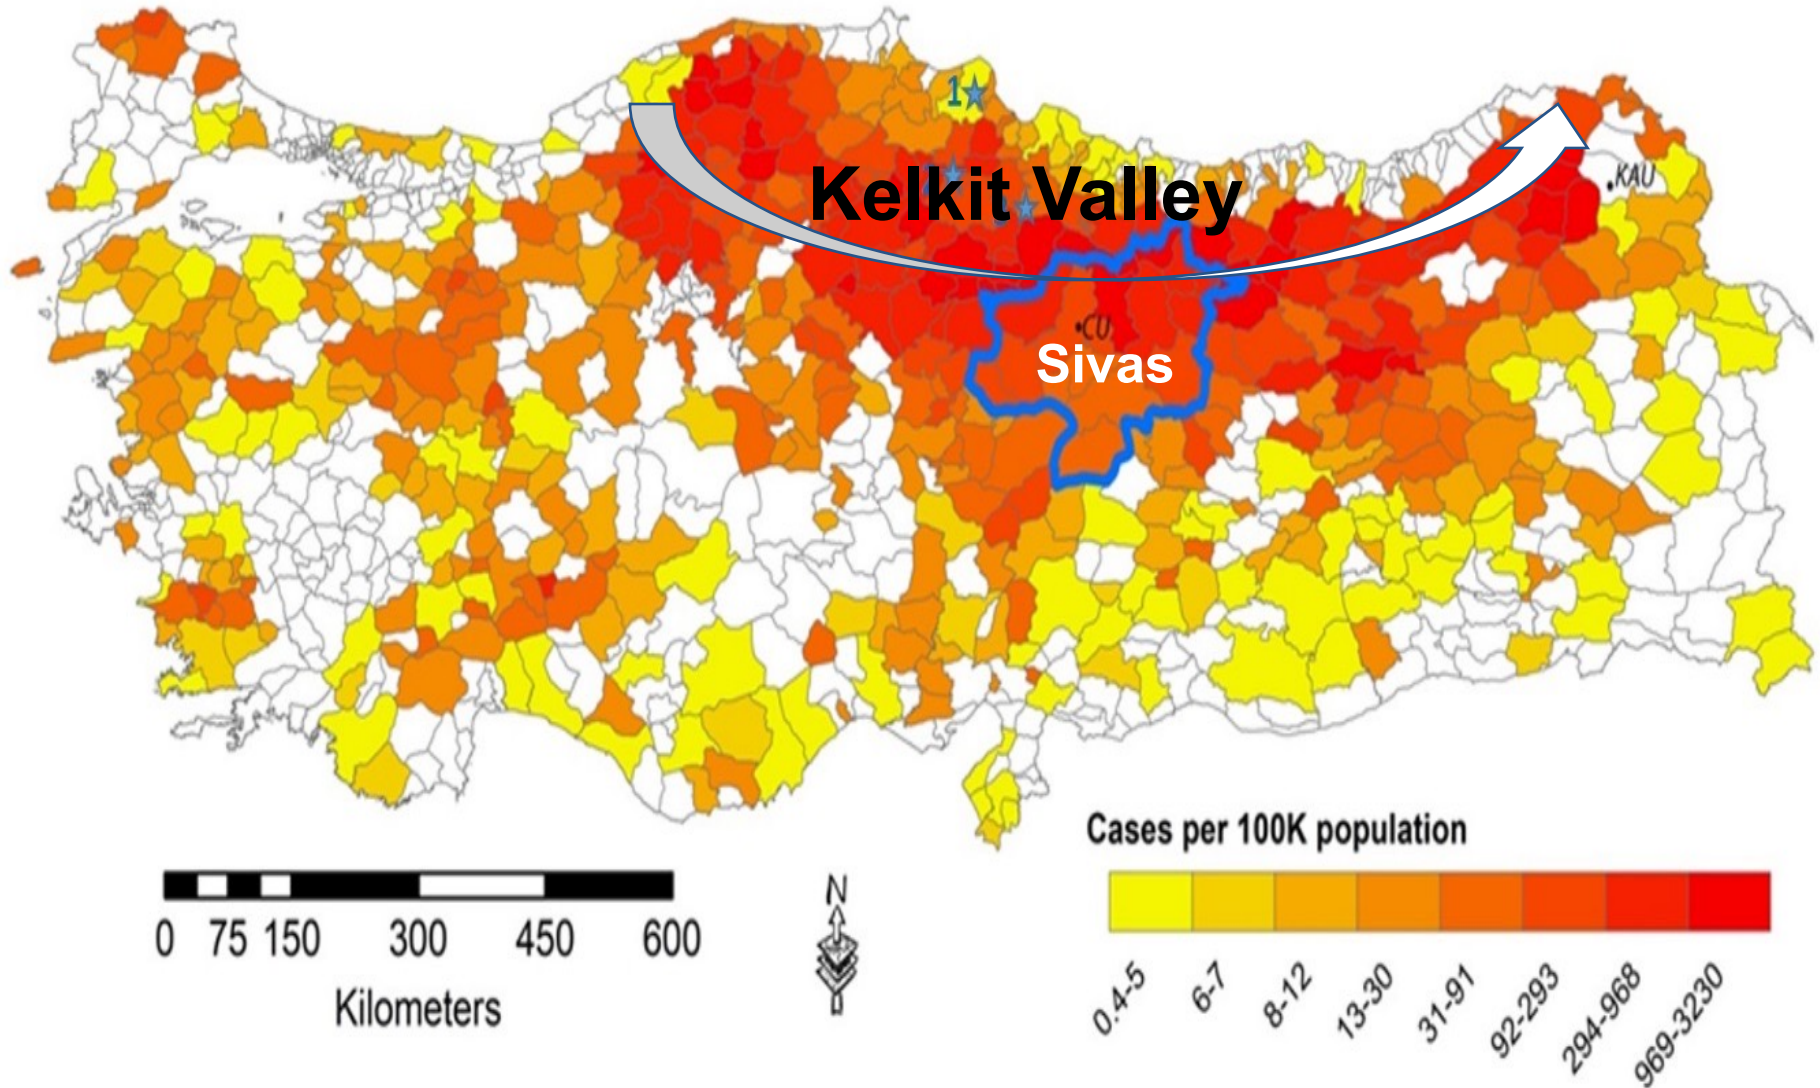 1
KAU
Kelkit Valley
CU
Sivas
Cases per 100K population
N
0 75 150 300 450 600
Kilometers
0.4-5 6-7 8-12 13-30 31-91 92-293 294-968 969-3230